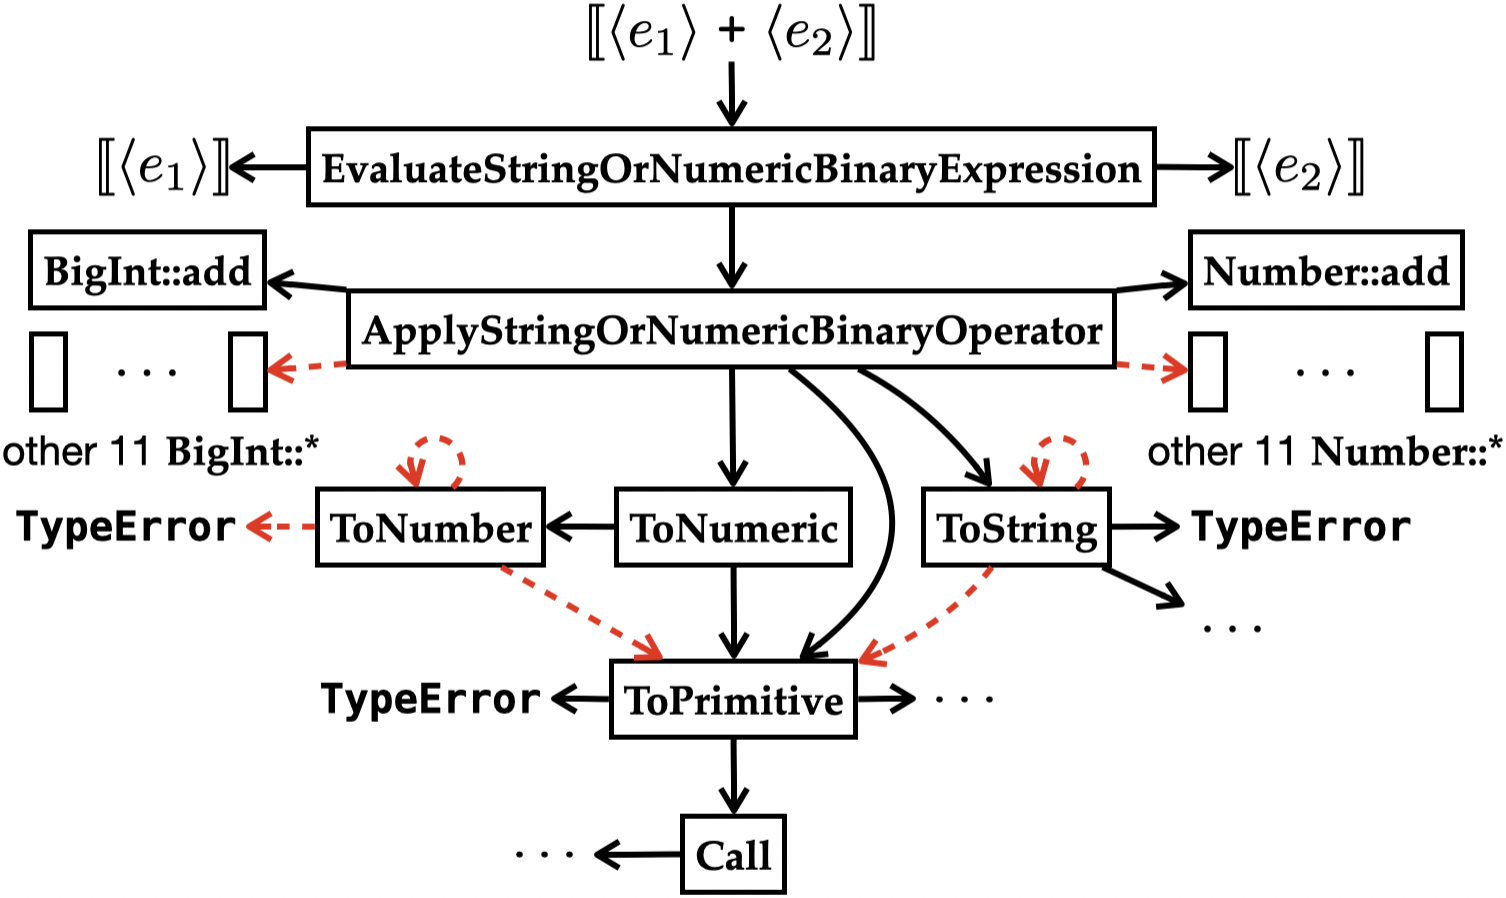 ⟦⟨e₁⟩ + ⟨e₂⟩⟧
⟦⟨e₁⟩⟧
EvaluateStringOrNumericBinaryExpression
⟦⟨e₂⟩⟧
BigInt::add
Number::add
ApplyStringOrNumericBinaryOperator
· · ·
· · ·
other 11 BigInt::*
other 11 Number::*
TypeError
ToNumber
ToNumeric
ToString
TypeError
· · ·
TypeError
ToPrimitive
· · ·
· · ·
Call